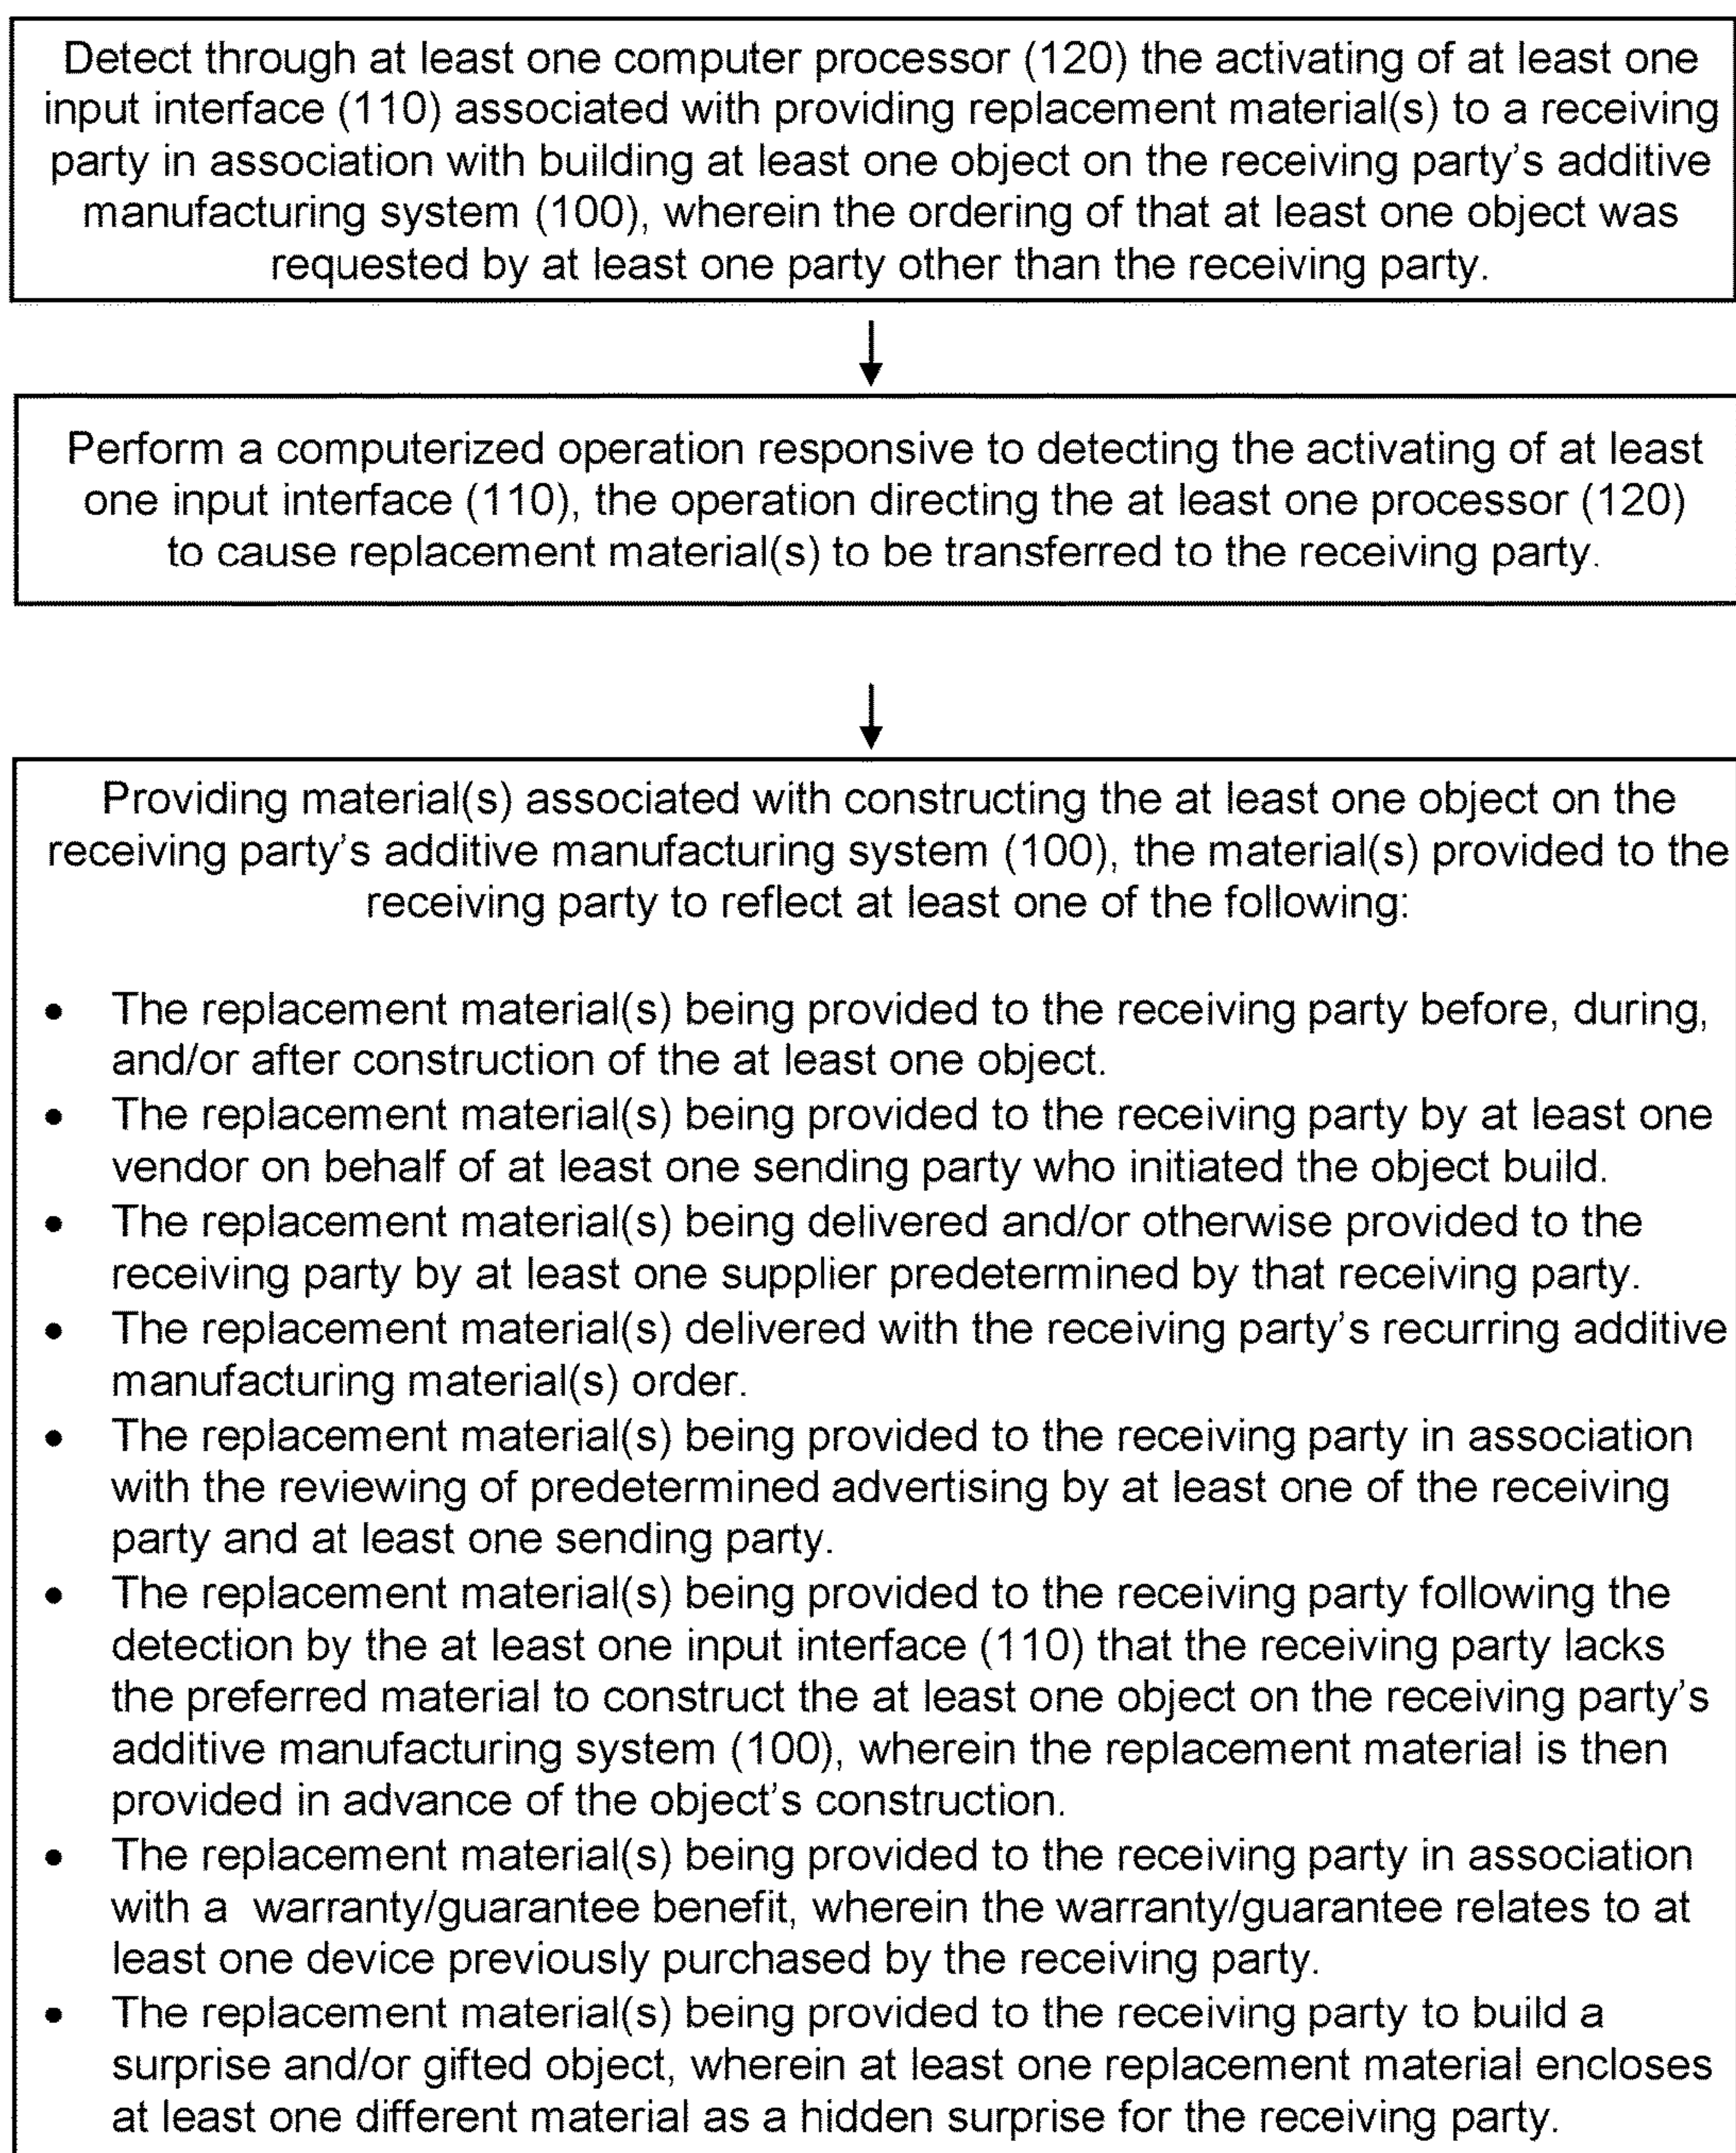 Detect through at least one computer processor (120) the activating of at least one
input interface (110) associated with providing replacement material(s) to a receiving
party in association with building at least one object on the receiving party's additive
manufacturing system (100), wherein the ordering of that at least one object was
requested by at least one party other than the receiving party.
Perform a computerized operation responsive to detecting the activating of at least
one input interface (110), the operation directing the at least one processor (120)
to cause replacement material(s) to be transferred to the receiving party.
Providing material(s) associated with constructing the at least one object on the
receiving party's additive manufacturing system (100), the material(s) provided to the
receiving party to reflect at least one of the following:
• The replacement material(s) being provided to the receiving party before, during,
and/or after construction of the at least one object.
• The replacement material(s) being provided to the receiving party by at least one
vendor on behalf of at least one sending party who initiated the object build.
• The replacement material(s) being delivered and/or otherwise provided to the
receiving party by at least one supplier predetermined by that receiving party.
• The replacement material(s) delivered with the receiving party's recurring additive
manufacturing material(s) order.
• The replacement material(s) being provided to the receiving party in association
with the reviewing of predetermined advertising by at least one of the receiving
party and at least one sending party.
• The replacement material(s) being provided to the receiving party following the
detection by the at least one input interface (110) that the receiving party lacks
the preferred material to construct the at least one object on the receiving party's
additive manufacturing system (100), wherein the replacement material is then
provided in advance of the object's construction.
• The replacement material(s) being provided to the receiving party in association
with a warranty/guarantee benefit, wherein the warranty/guarantee relates to at
least one device previously purchased by the receiving party.
• The replacement material(s) being provided to the receiving party to build a
surprise and/or gifted object, wherein at least one replacement material encloses
at least one different material as a hidden surprise for the receiving party.